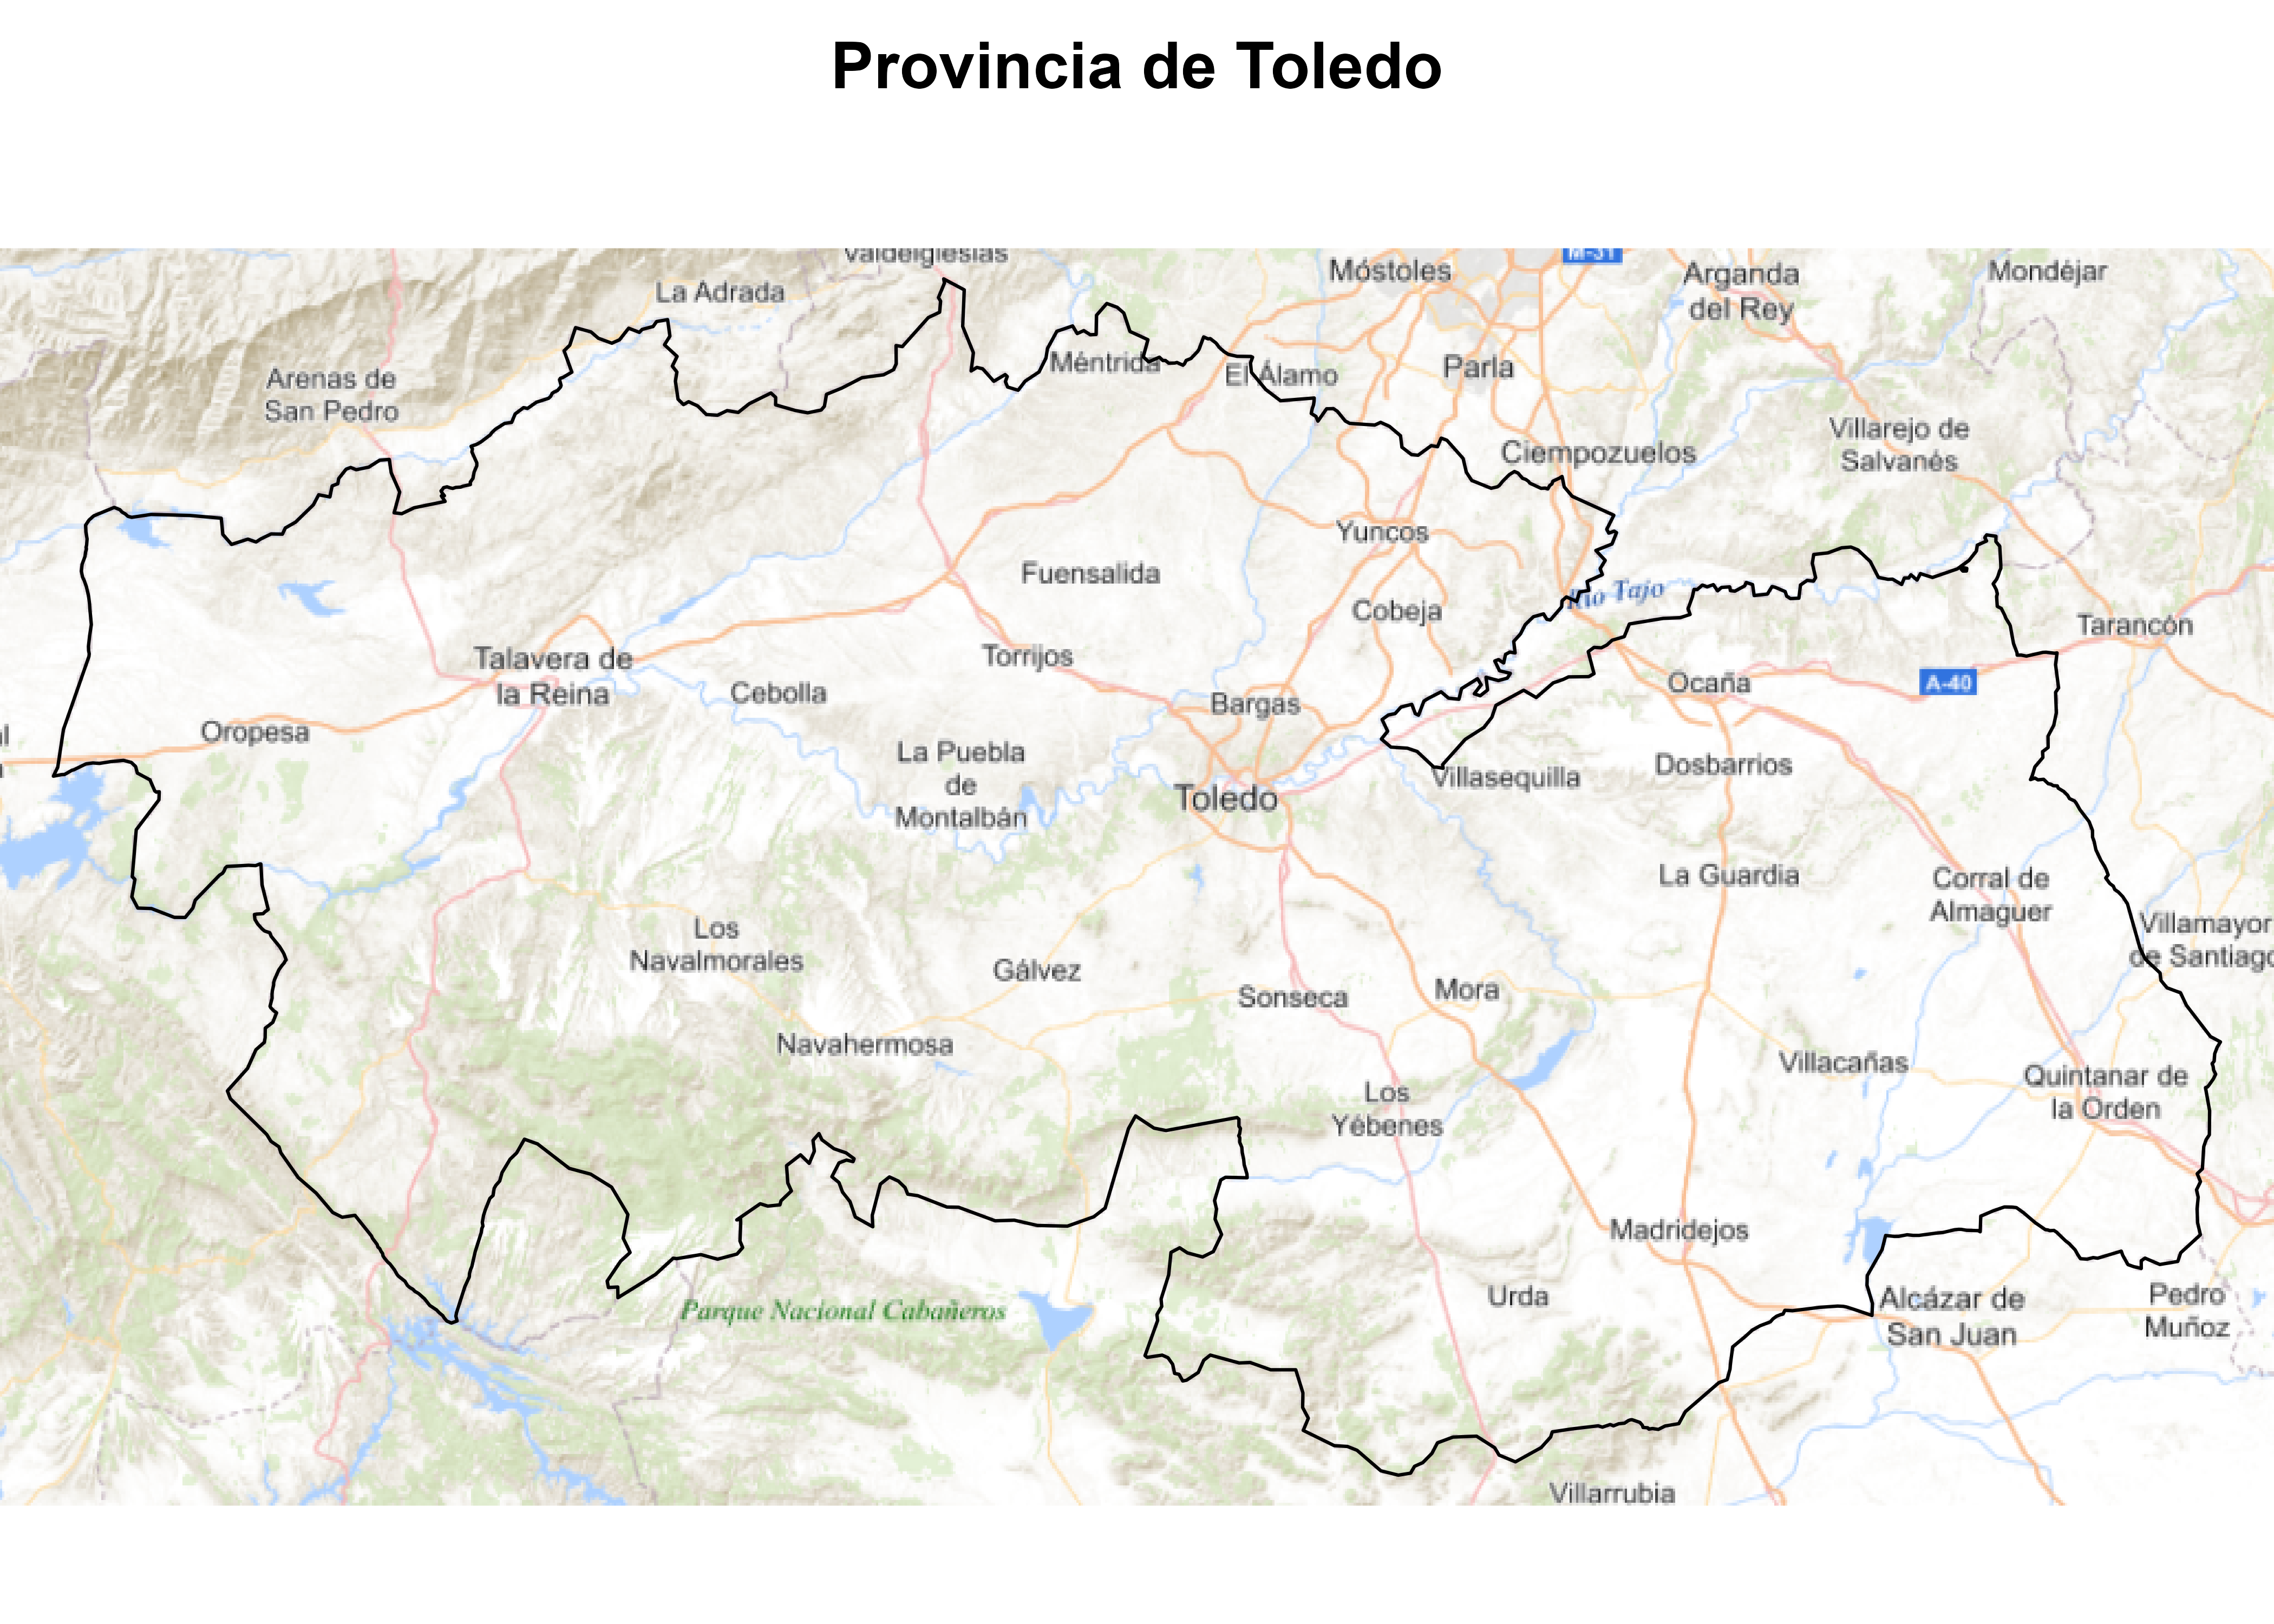 Provincia de Toledo
Valdeiglesias
M-31
Móstoles
Arganda
del Rey
Mondéjar
La Adrada
Méntrida
El Álamo
Parla
Arenas de
San Pedro
Villarejo de
Salvanés
Ciempozuelos
Yuncos
Fuensalida
Cobeja
Río Tajo
Tarancón
Talavera de
la Reina
Torrijos
Cebolla
Bargas
Ocaña
A-40
Oropesa
La Puebla
de
Montalbán
Toledo
Villasequilla
Dosbarrios
La Guardia
Corral de
Almaguer
Villamayor
de Santiago
Los
Navalmorales
Gálvez
Sonseca
Mora
Navahermosa
Villacañas
Quintanar de
la Orden
Los
Yébenes
Madridejos
Urda
Alcázar de
San Juan
Pedro
Muñoz
Parque Nacional Cabañeros
Villarrubia